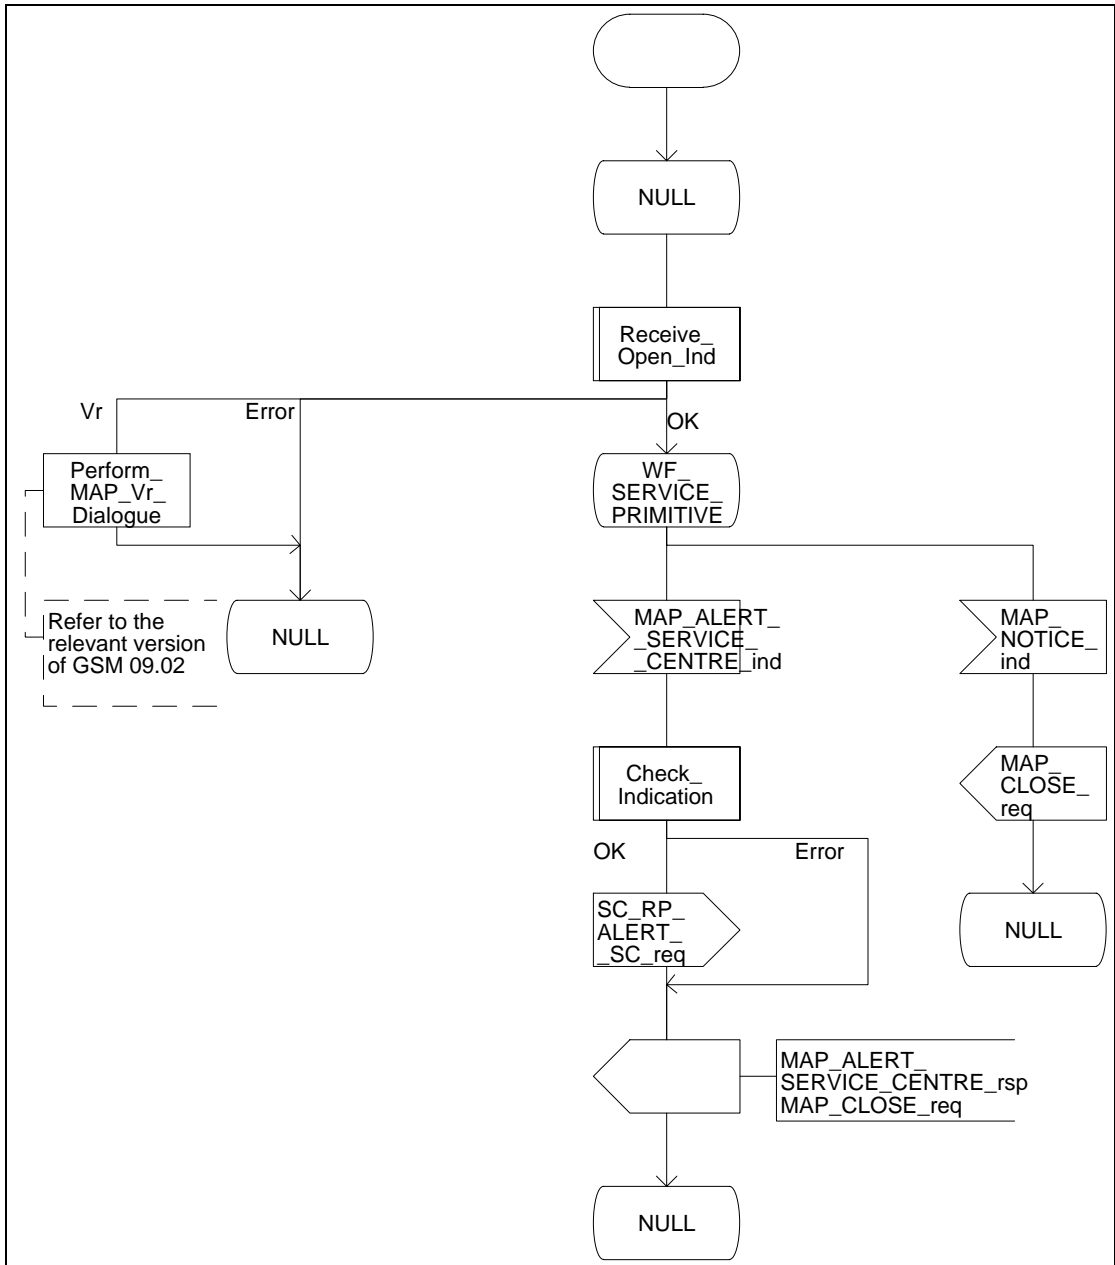 NULL
Receive_
Open_Ind
Vr
Error
OK
Perform_
MAP_Vr_
Dialogue
WF_
SERVICE_
PRIMITIVE
Refer to the
relevant version
of GSM 09.02
NULL
MAP_ALERT_
_SERVICE_
_CENTRE_ind
MAP_
NOTICE_
ind
Check_
Indication
MAP_
CLOSE_
req
OK
Error
SC_RP_
ALERT_
_SC_req
NULL
MAP_ALERT_
SERVICE_CENTRE_rsp
MAP_CLOSE_req
NULL